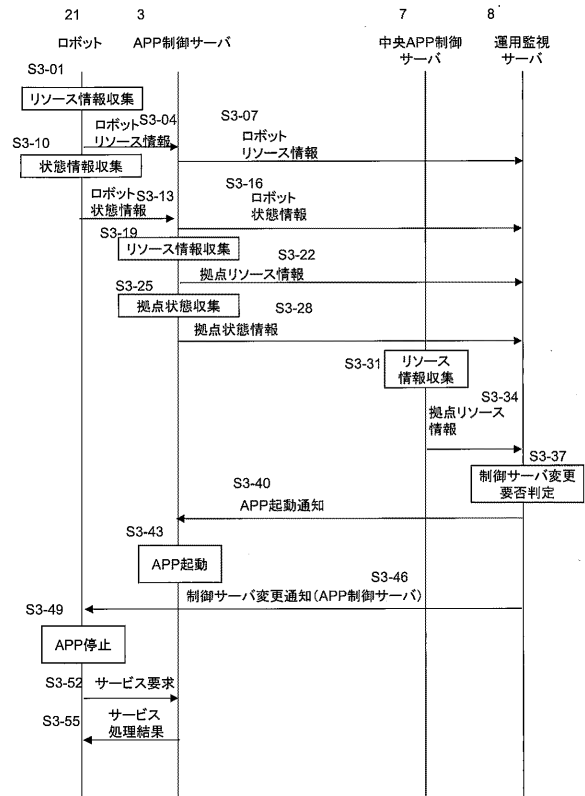 21
3
7
8
ロボット
APP制御サーバ
中央APP制御
サーバ
運用監視
サーバ
S3-01
リソース情報収集
S3-04
ロボット
リソース情報
S3-07
ロボット
リソース情報
S3-10
状態情報収集
S3-13
ロボット
状態情報
S3-16
ロボット
状態情報
S3-19
リソース情報収集
S3-22
拠点リソース情報
S3-25
拠点状態収集
S3-28
拠点状態情報
S3-31
リソース
情報収集
S3-34
拠点リソース
情報
S3-37
制御サーバ変更
要否判定
S3-40
APP起動通知
S3-43
APP起動
S3-46
制御サーバ変更通知(APP制御サーバ)
S3-49
APP停止
S3-52
サービス要求
S3-55
サービス
処理結果